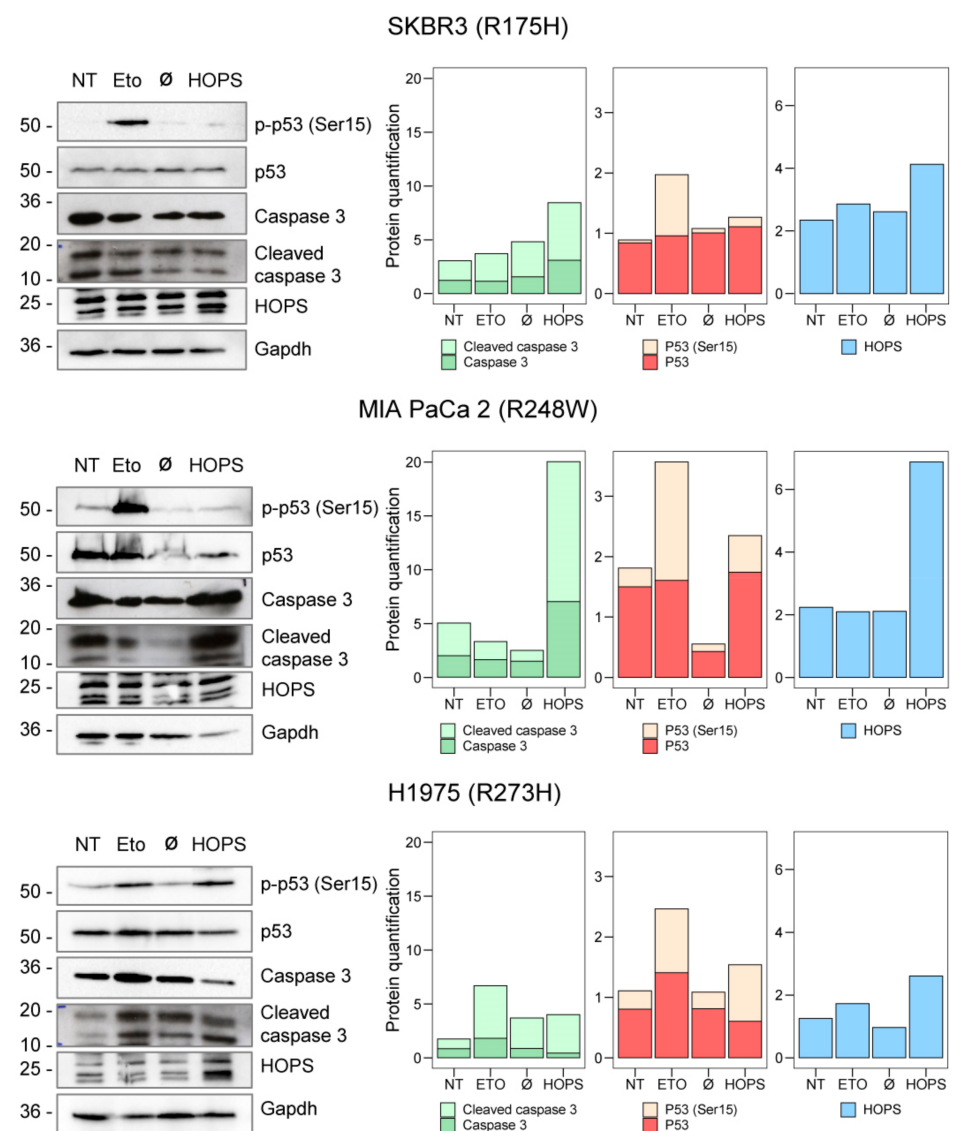 SKBR3 (R175H)
NT Eto Ø HOPS
50 - p-p53 (Ser15)
50 - p53
36 - Caspase 3
20 - Cleaved
10 - caspase 3
25 - HOPS
36 - Gapdh
Protein quantification
20
15
10
5
0
NT ETO Ø HOPS
Cleaved caspase 3
Caspase 3
3
2
1
0
NT ETO Ø HOPS
P53 (Ser15)
P53
6
4
2
0
NT ETO Ø HOPS
HOPS
MIA PaCa 2 (R248W)
NT Eto Ø HOPS
50 - p-p53 (Ser15)
50 - p53
36 - Caspase 3
20 - Cleaved
10 - caspase 3
25 - HOPS
36 - Gapdh
Protein quantification
20
15
10
5
0
NT ETO Ø HOPS
Cleaved caspase 3
Caspase 3
3
2
1
0
NT ETO Ø HOPS
P53 (Ser15)
P53
6
4
2
0
NT ETO Ø HOPS
HOPS
H1975 (R273H)
NT Eto Ø HOPS
50 - p-p53 (Ser15)
50 - p53
36 - Caspase 3
20 - Cleaved
10 - caspase 3
25 - HOPS
36 - Gapdh
Protein quantification
20
15
10
5
0
NT ETO Ø HOPS
Cleaved caspase 3
Caspase 3
3
2
1
0
NT ETO Ø HOPS
P53 (Ser15)
P53
6
4
2
0
NT ETO Ø HOPS
HOPS